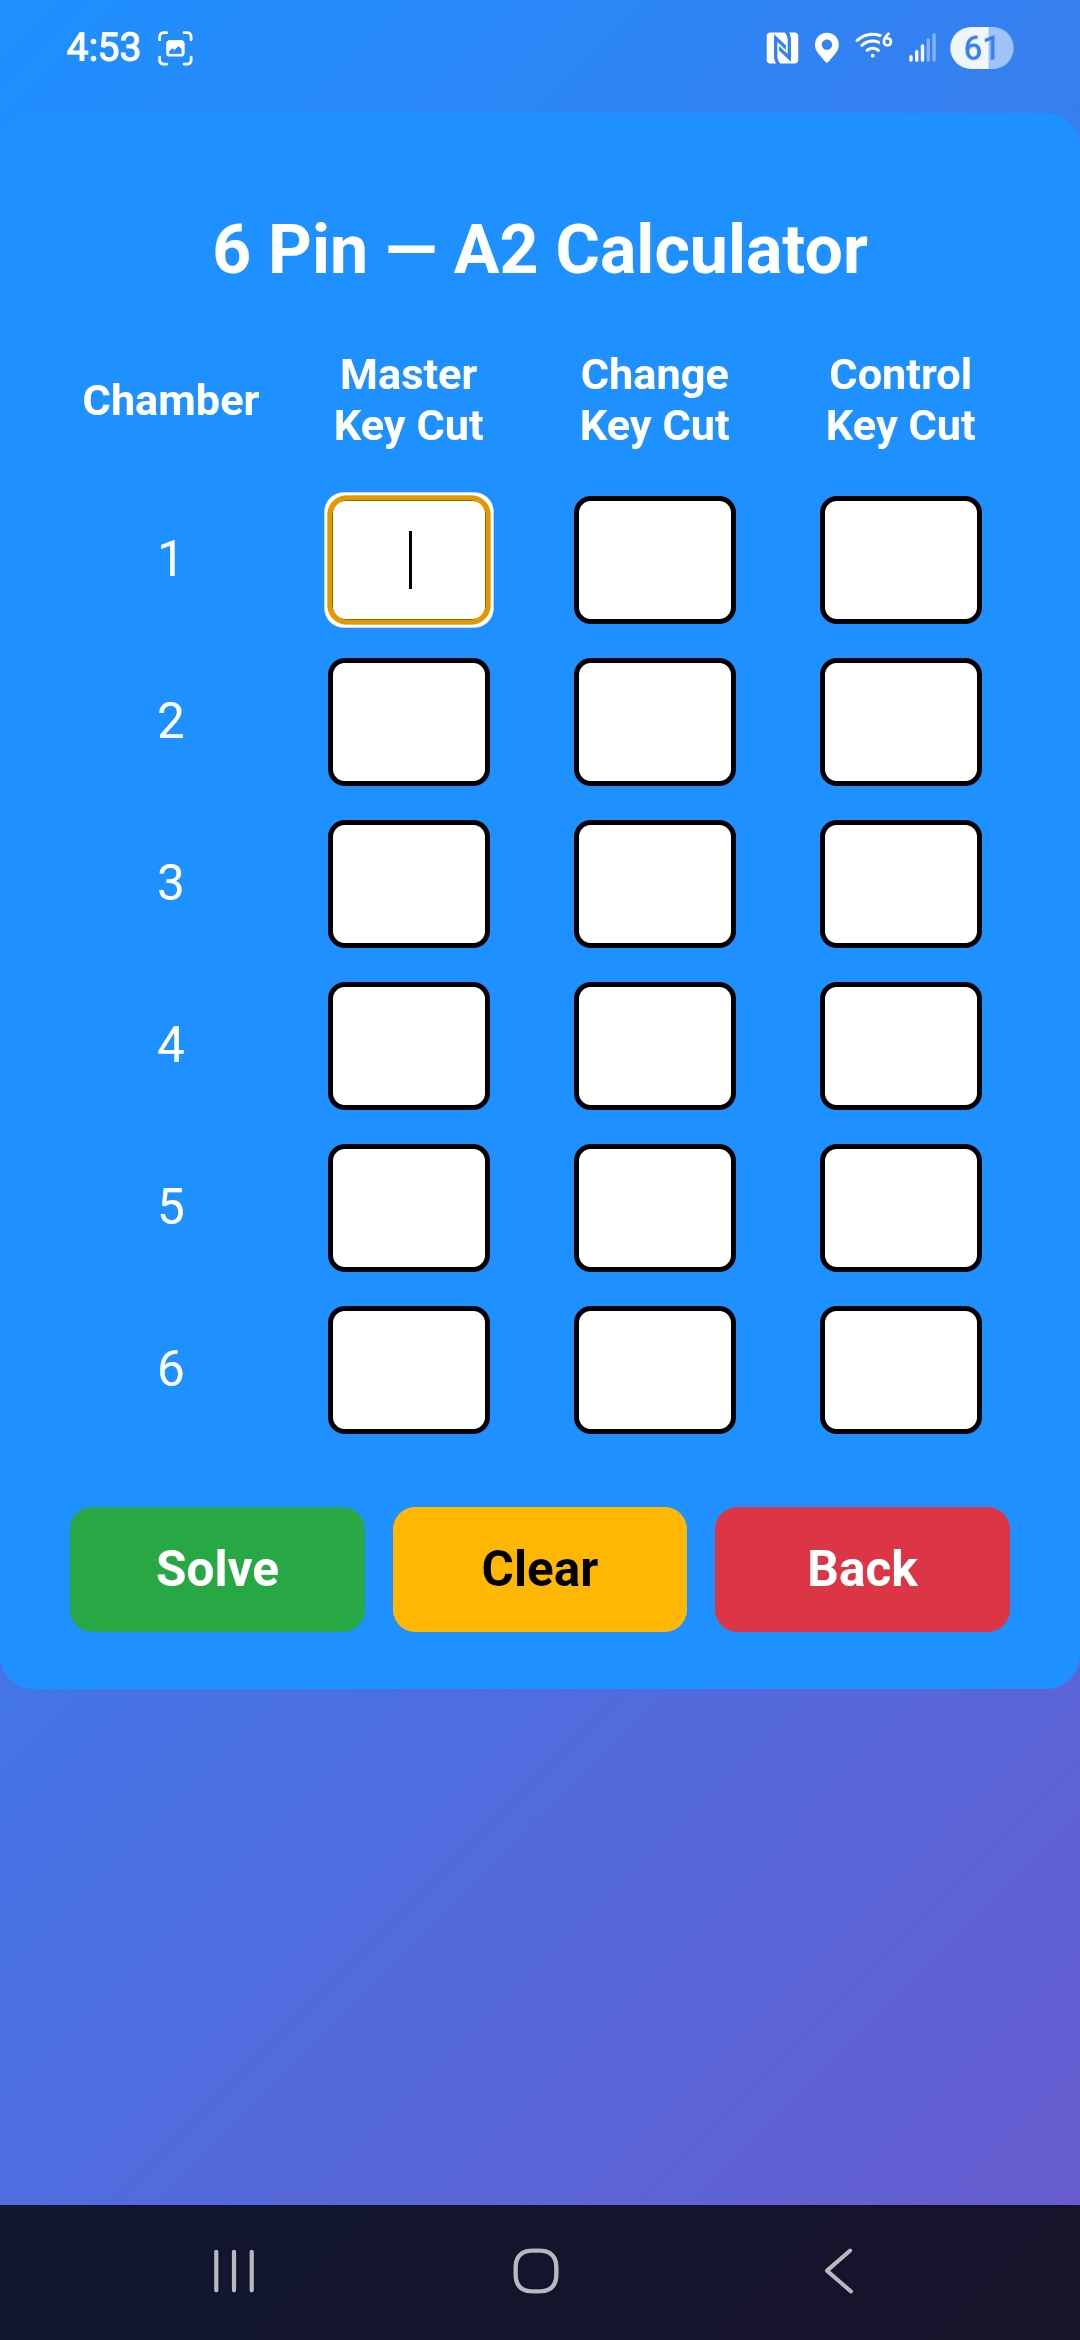 4:53
6
61
6 Pin — A2 Calculator
Chamber
Master
Key Cut
Change
Key Cut
Control
Key Cut
1
2
3
4
5
6
Solve
Clear
Back